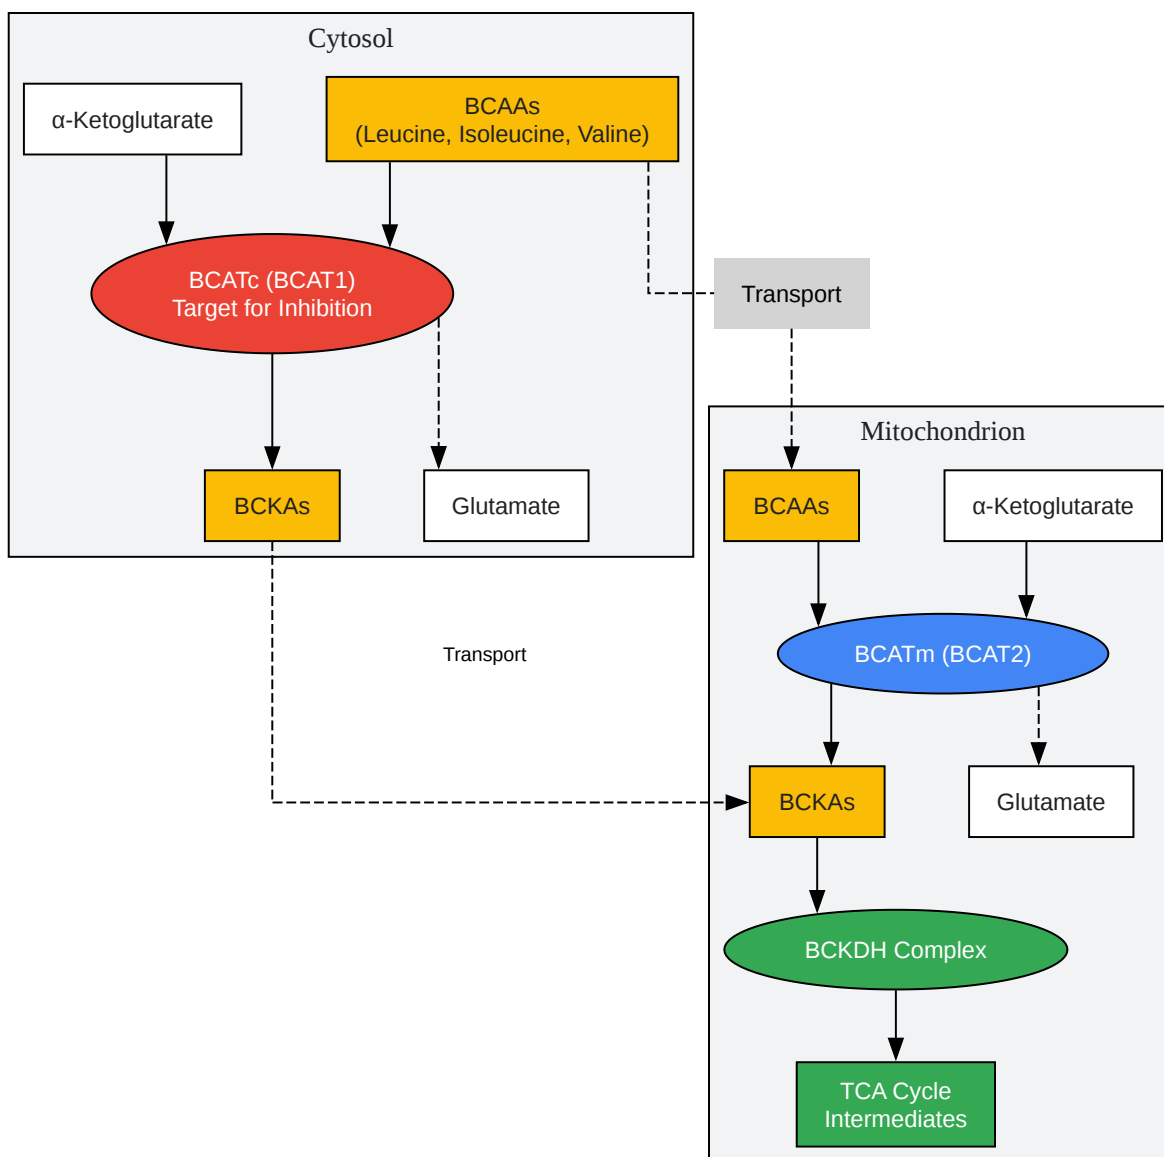 Cytosol
α-Ketoglutarate
BCAAs
(Leucine, Isoleucine, Valine)
BCATc (BCAT1)
Target for Inhibition
Transport
BCKAs
Glutamate
Mitochondrion
BCAAs
α-Ketoglutarate
Transport
BCATm (BCAT2)
BCKAs
Glutamate
BCKDH Complex
TCA Cycle
Intermediates